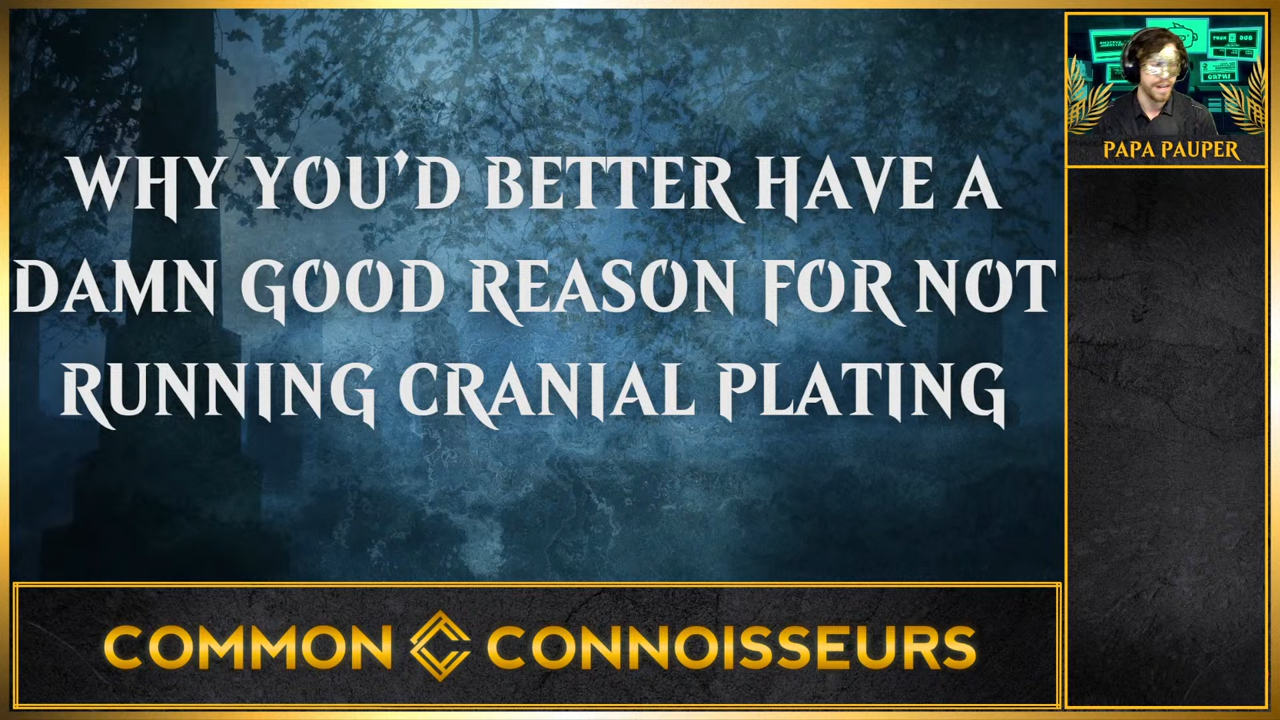 WHY YOU'D BETTER HAVE A
DAMN GOOD REASON FOR NOT
RUNNING CRANIAL PLATING
PAPA PAUPER
COMMON CONNOISSEURS